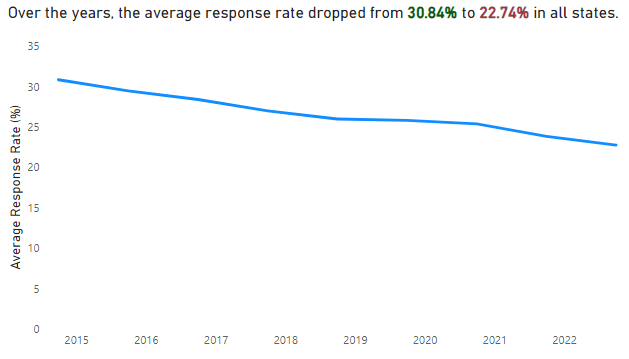 Over the years, the average response rate dropped from 30.84% to 22.74% in all states.
35
30
25
20
15
10
5
0
Average Response Rate (%)
2015 2016 2017 2018 2019 2020 2021 2022